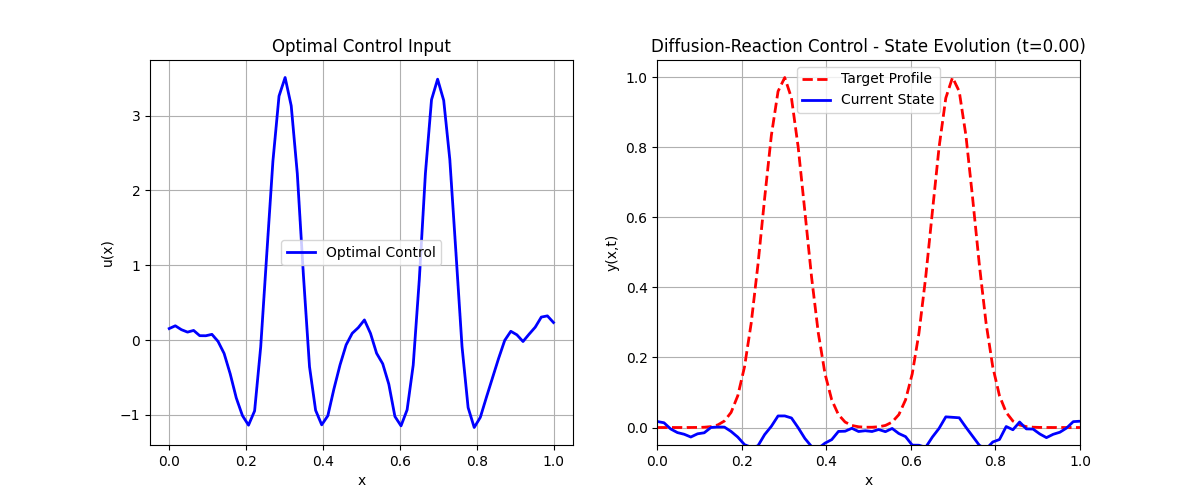 Optimal Control Input
u(x)
3
2
1
0
−1
Optimal Control
0.0 0.2 0.4 0.6 0.8 1.0
x
Diffusion-Reaction Control - State Evolution (t=0.00)
y(x,t)
1.0
0.8
0.6
0.4
0.2
0.0
Target Profile
Current State
0.0 0.2 0.4 0.6 0.8 1.0
x